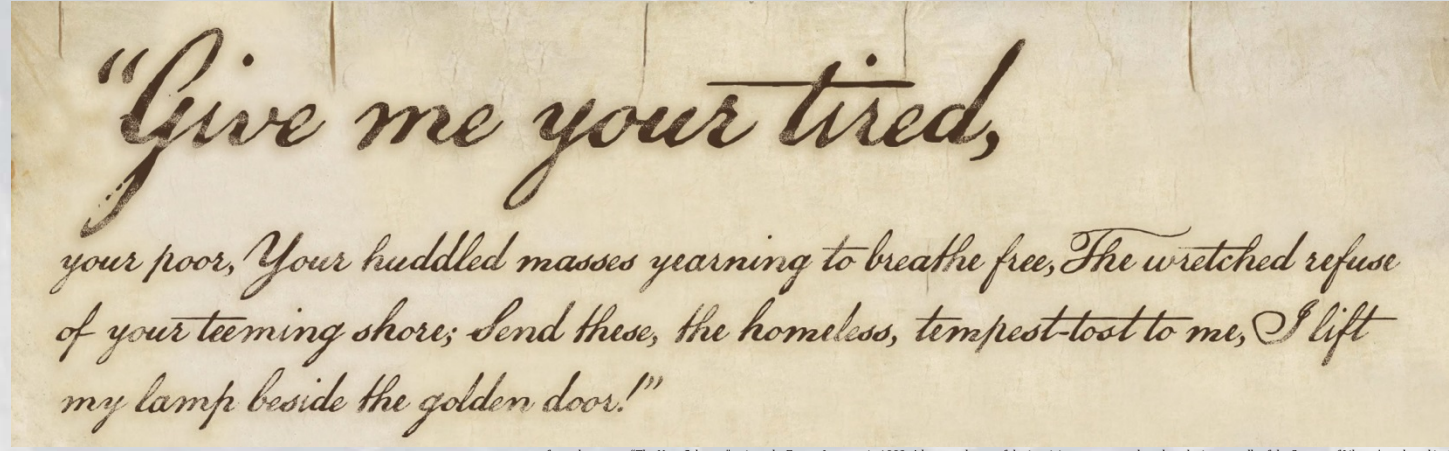 “Give me your tired,
your poor, Your huddled masses yearning to breathe free, The wretched refuse
of your teeming shore; Send these, the homeless, tempest-tost to me, I lift
my lamp beside the golden door!”